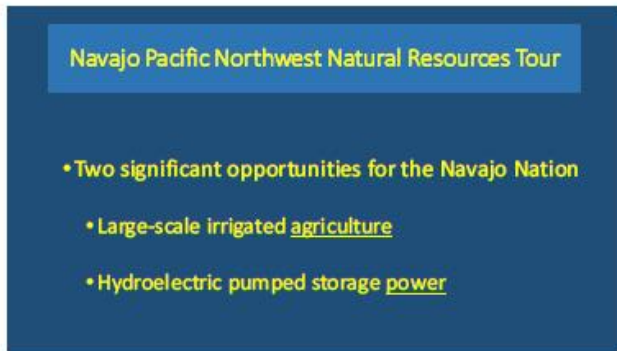 Navajo Pacific Northwest Natural Resources Tour
• Two significant opportunities for the Navajo Nation
• Large-scale irrigated agriculture
• Hydroelectric pumped storage power